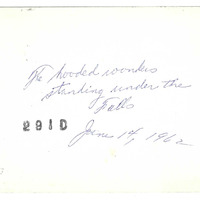 The hooded wonders
standing under the
Falls
291D
June 14, 1962